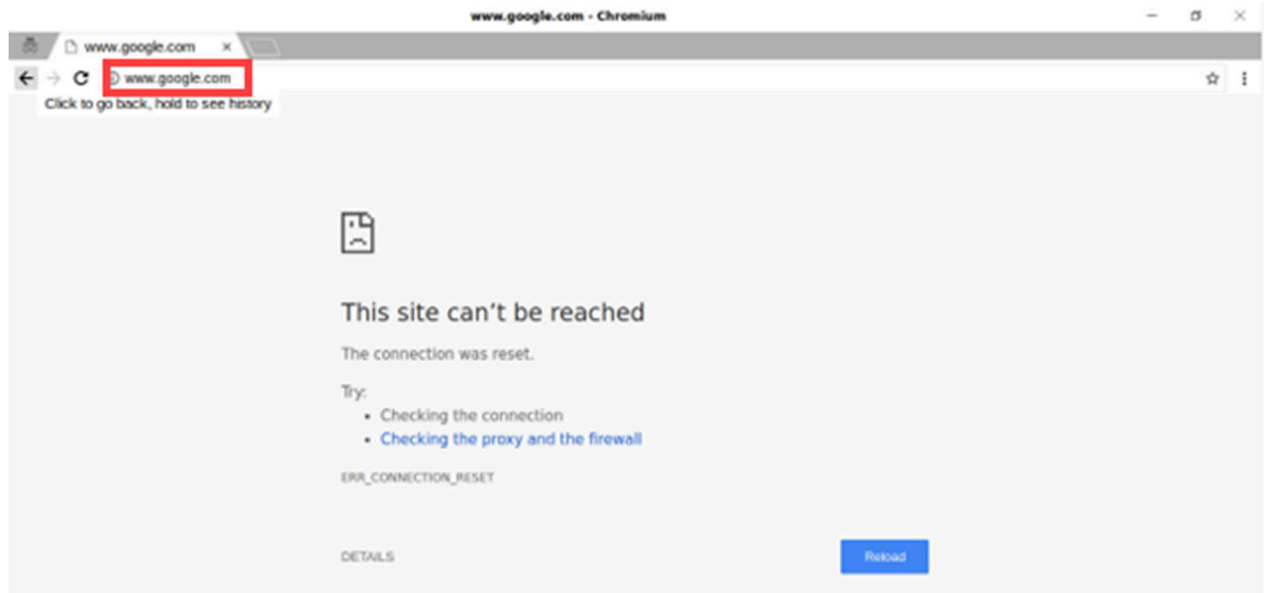 www.google.com - Chromium
www.google.com
www.google.com
Click to go back, hold to see history
This site can't be reached
The connection was reset.
Try:
• Checking the connection
• Checking the proxy and the firewall
ERR_CONNECTION_RESET
DETAILS
Reload